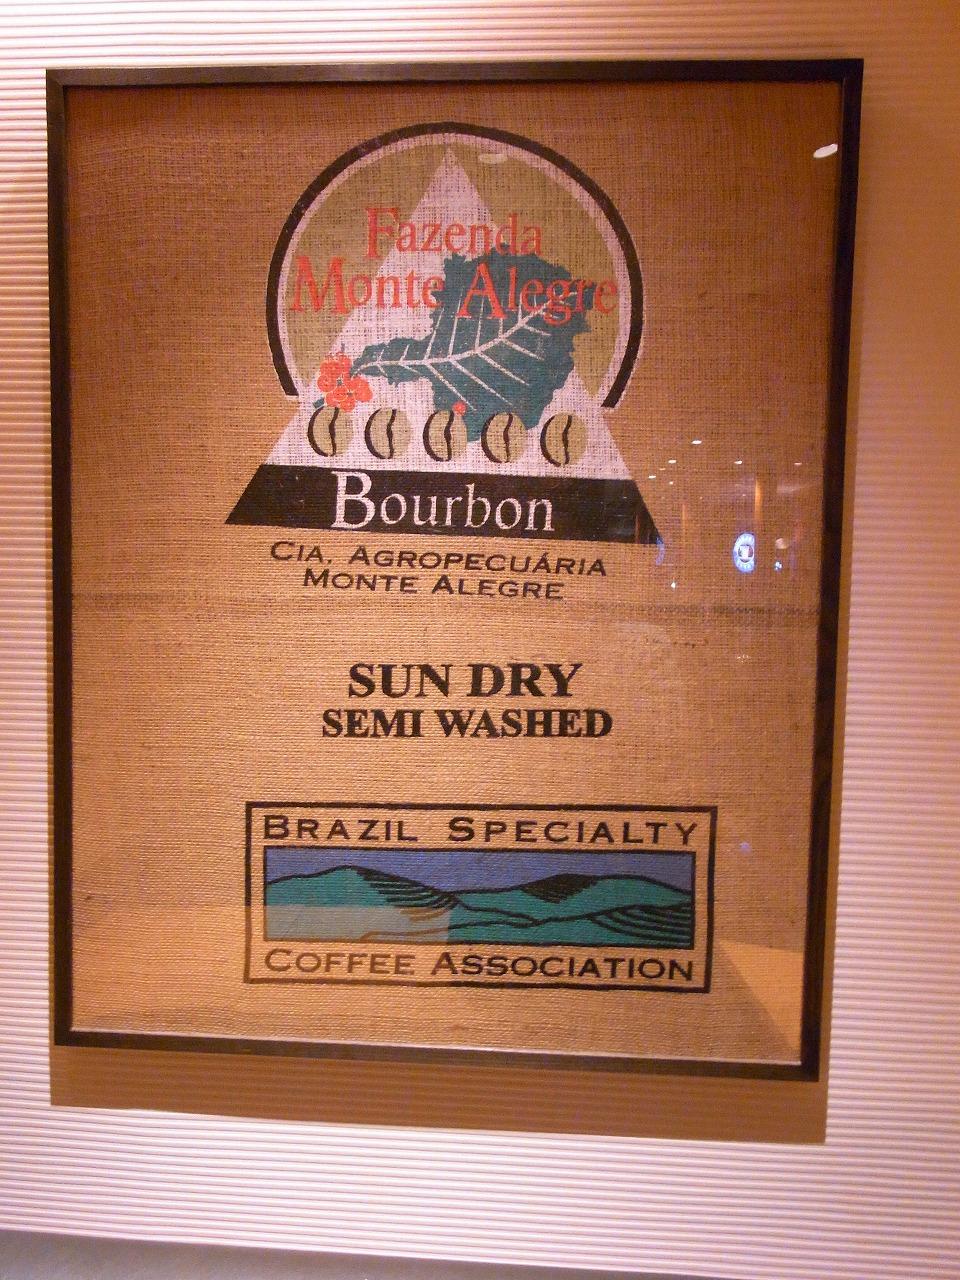 Fazenda
Monte Alegre
Bourbon
CIA. AGROPECUÁRIA
MONTE ALEGRE
SUN DRY
SEMI WASHED
BRAZIL SPECIALTY
COFFEE ASSOCIATION